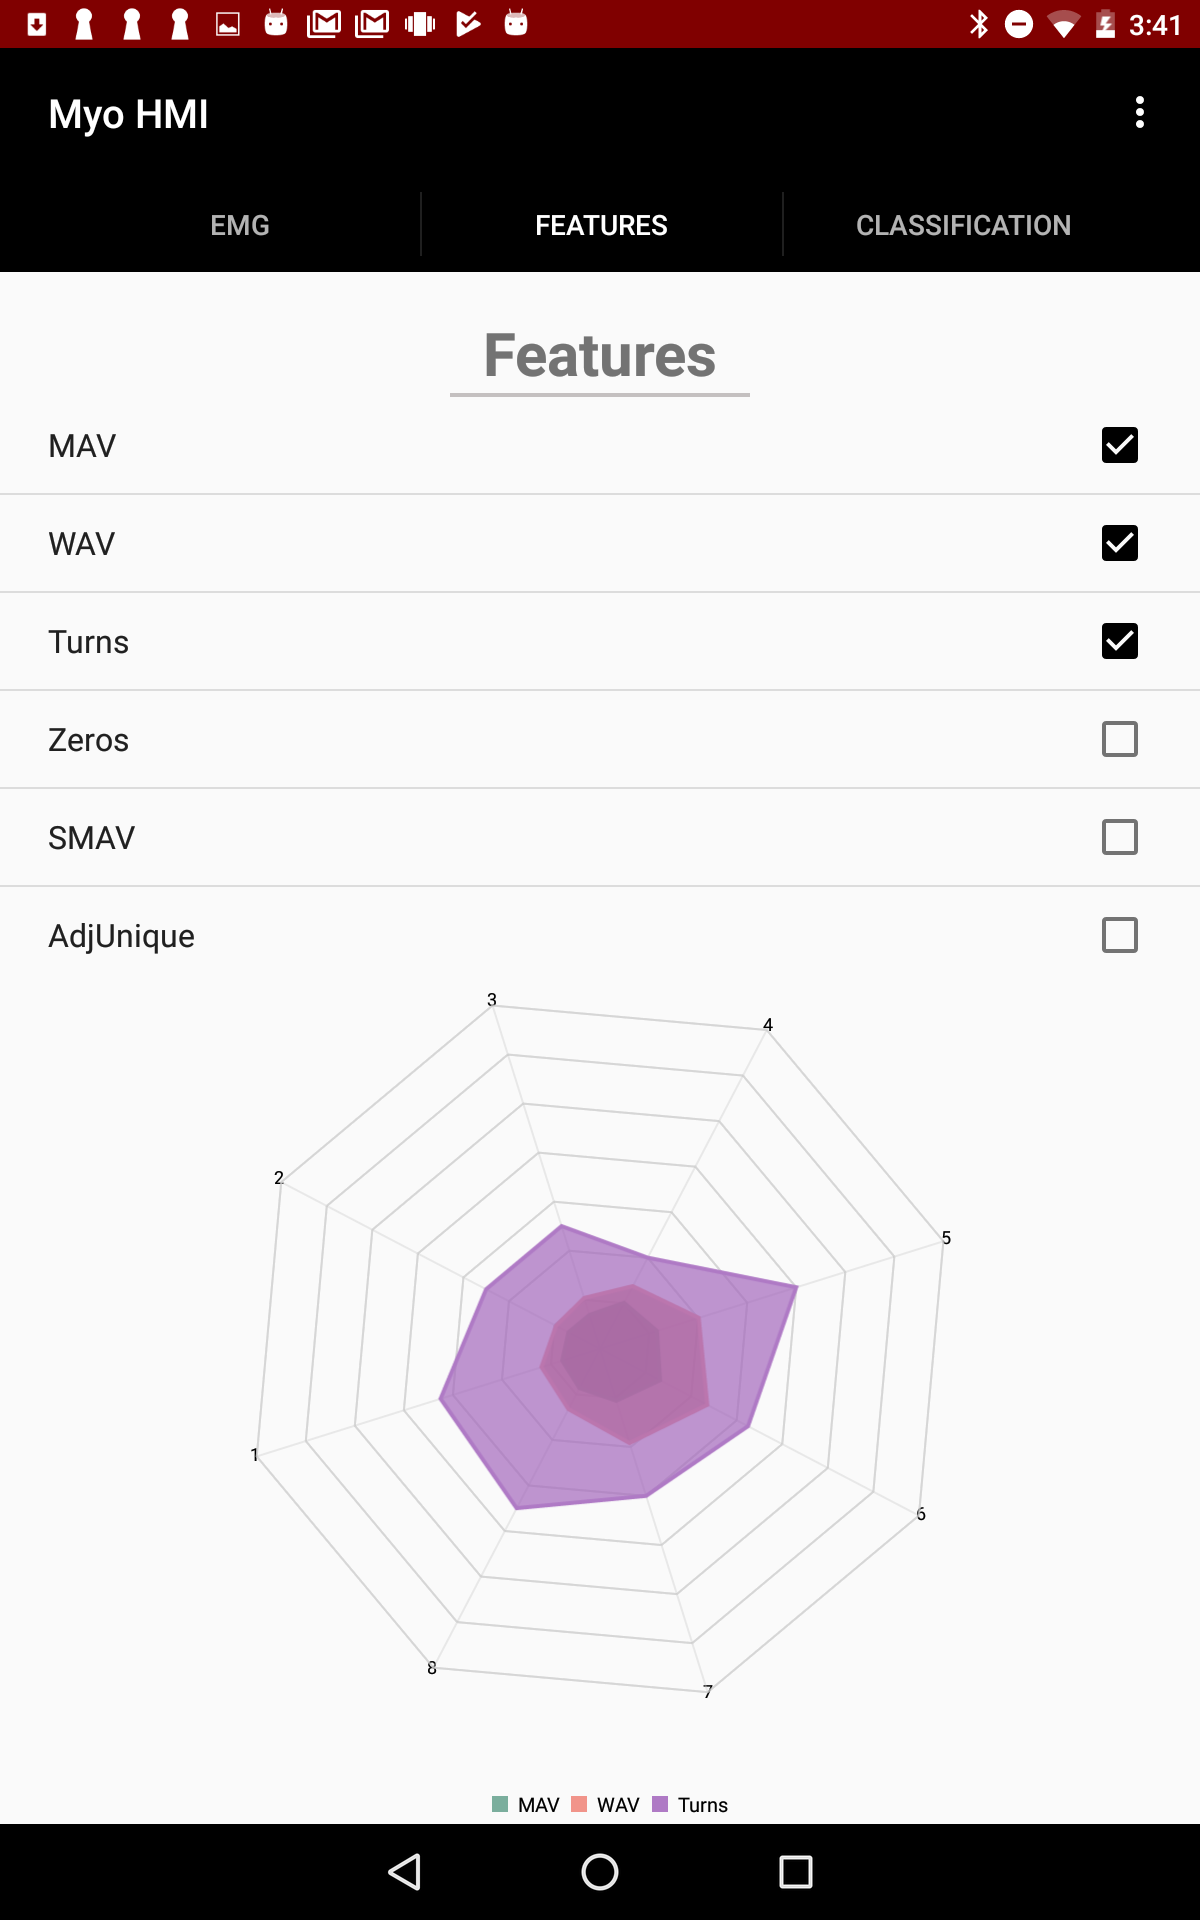 3:41
Myo HMI
EMG FEATURES CLASSIFICATION
Features
MAV
WAV
Turns
Zeros
SMAV
AdjUnique
3
4
2
5
1
6
8
7
MAV WAV Turns